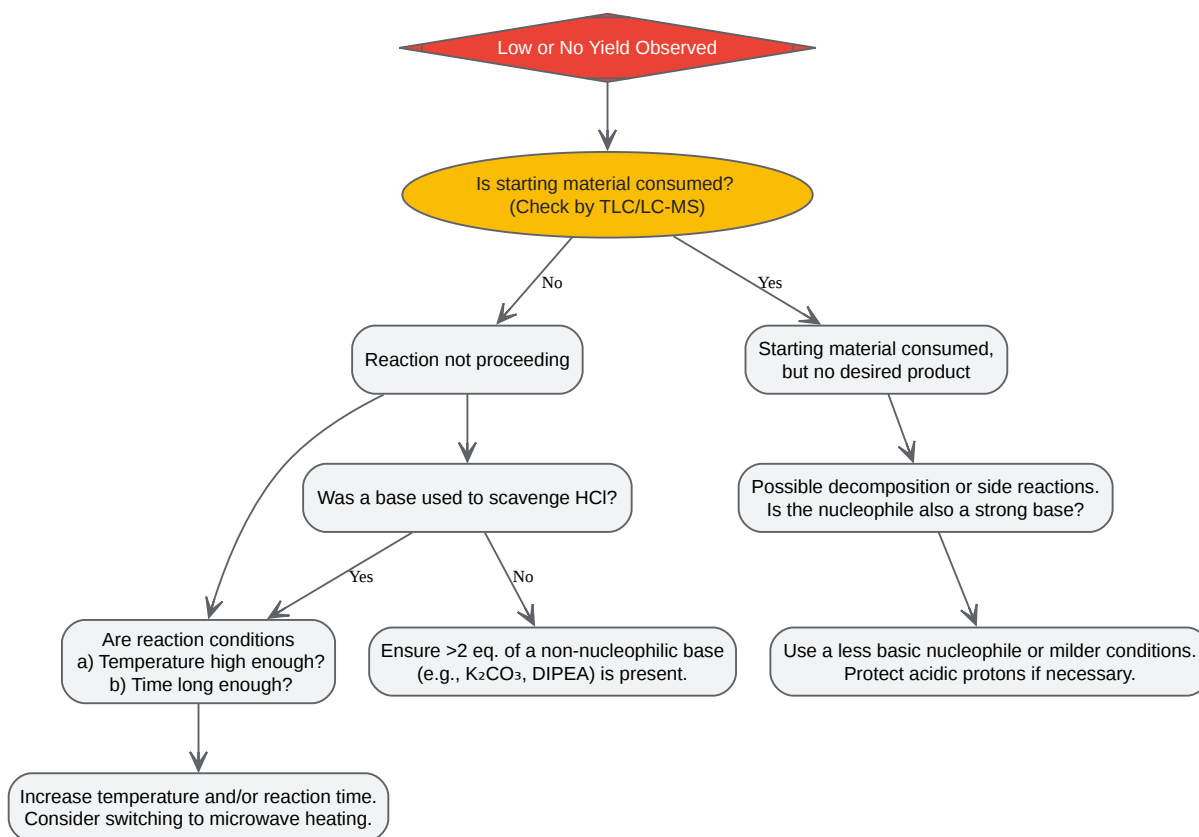 Low or No Yield Observed
Is starting material consumed?
(Check by TLC/LC-MS)
No
Yes
Reaction not proceeding
Starting material consumed,
but no desired product
Was a base used to scavenge HCl?
Possible decomposition or side reactions.
Is the nucleophile also a strong base?
Yes
No
Are reaction conditions
a) Temperature high enough?
b) Time long enough?
Ensure >2 eq. of a non-nucleophilic base
(e.g., K₂CO₃, DIPEA) is present.
Use a less basic nucleophile or milder conditions.
Protect acidic protons if necessary.
Increase temperature and/or reaction time.
Consider switching to microwave heating.